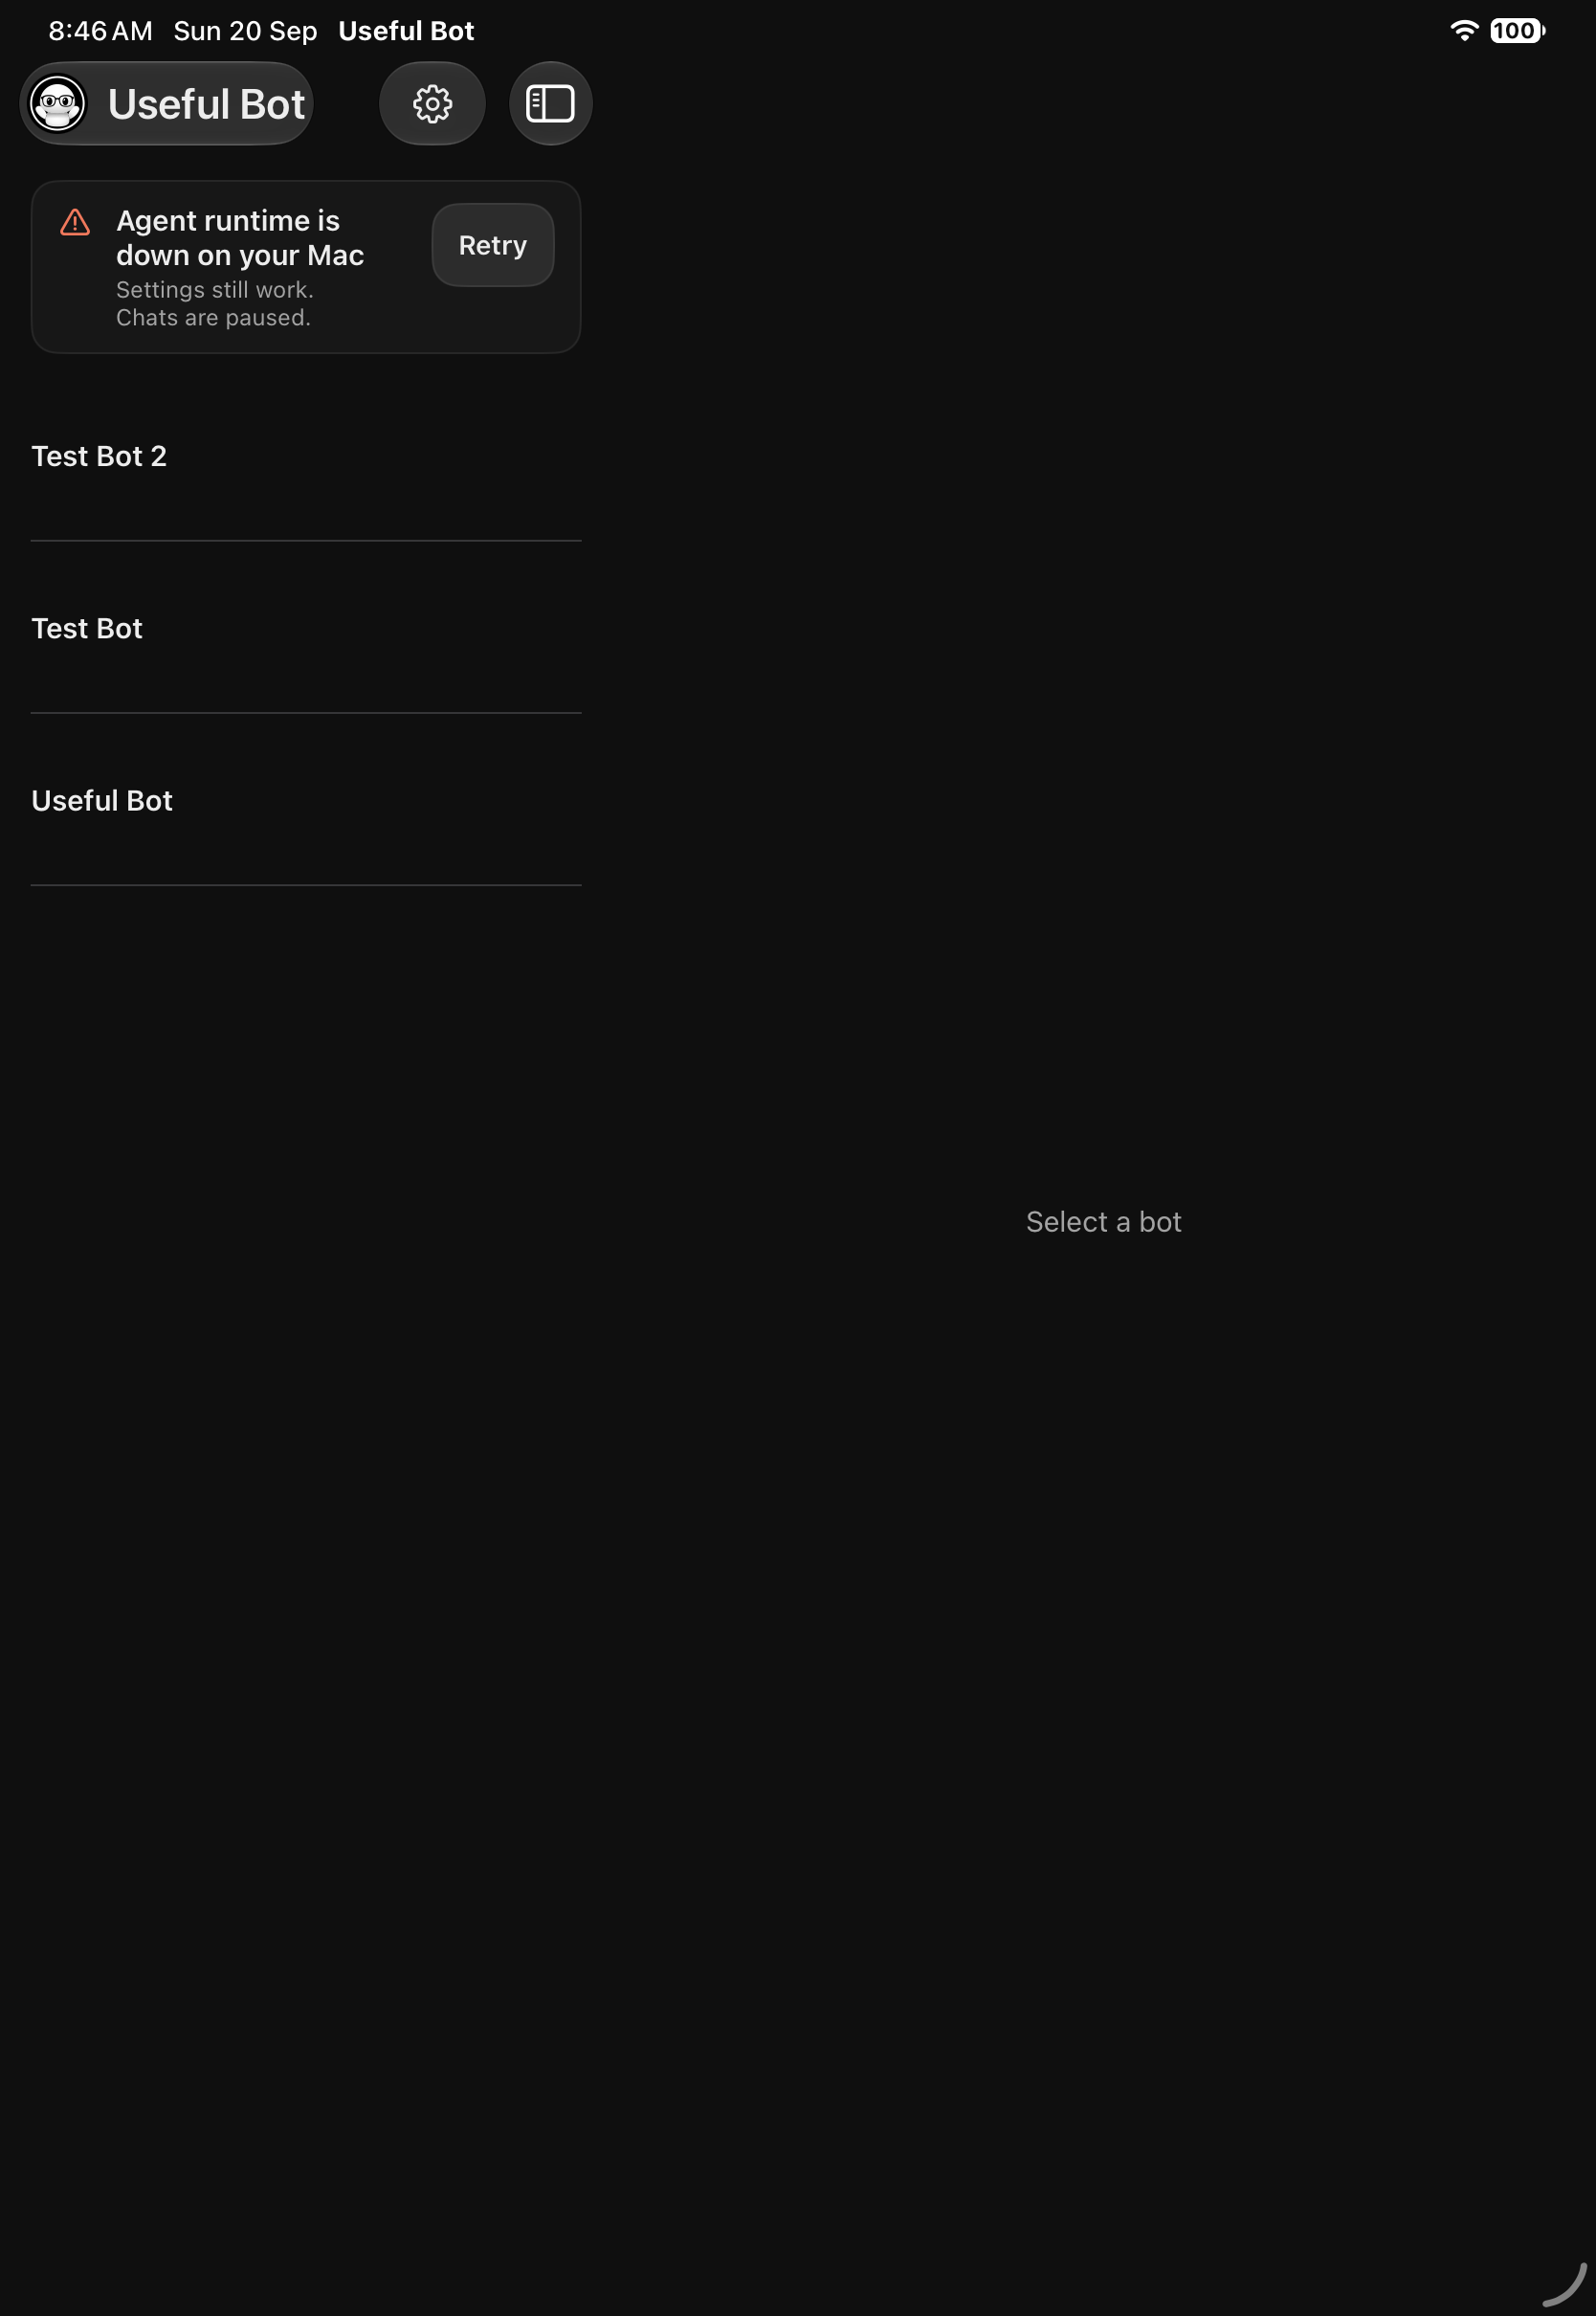 8:46 AM Sun 20 Sep Useful Bot
100
Useful Bot
Agent runtime is
down on your Mac
Settings still work.
Chats are paused.
Retry
Test Bot 2
Test Bot
Useful Bot
Select a bot